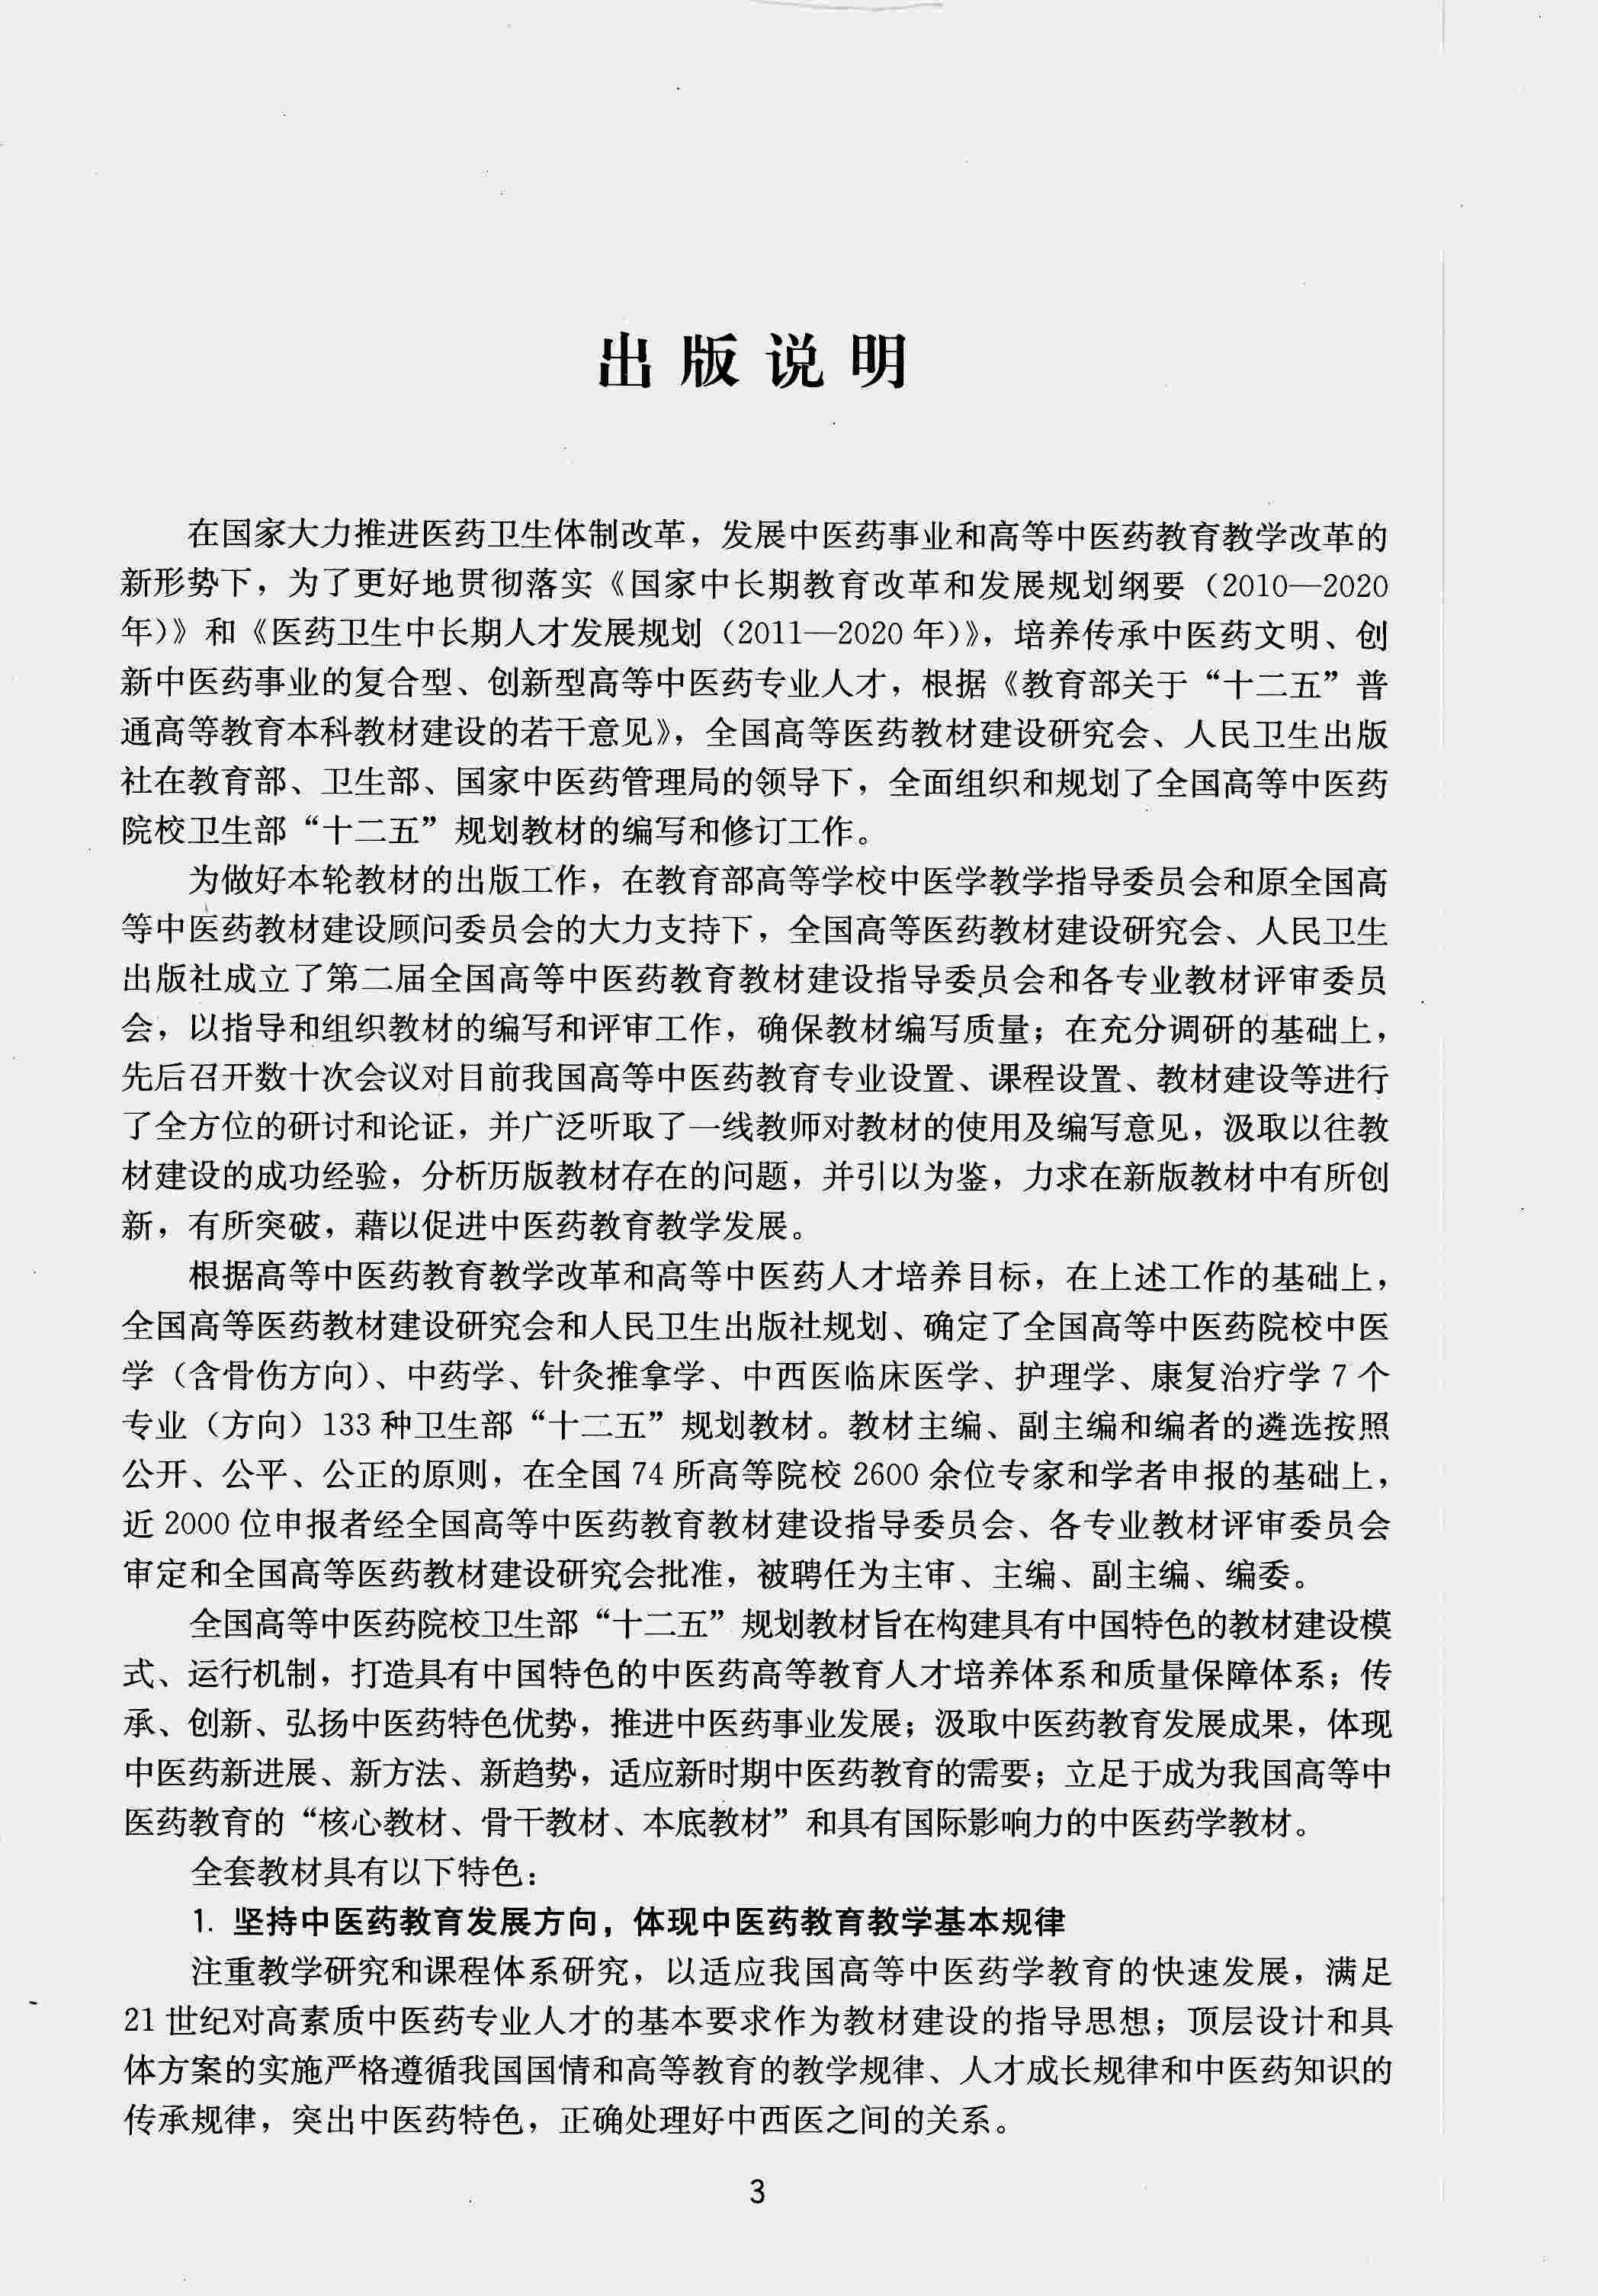 出版说明
在国家大力推进医药卫生体制改革，发展中医药事业和高等中医药教育教学改革的
新形势下，为了更好地贯彻落实《国家中长期教育改革和发展规划纲要（2010—2020
年）》和《医药卫生中长期人才发展规划（2011—2020年）》，培养传承中医药文明、创
新中医药事业的复合型、创新型高等中医药专业人才，根据《教育部关于“十二五”普
通高等教育本科教材建设的若干意见》，全国高等医药教材建设研究会、人民卫生出版
社在教育部、卫生部、国家中医药管理局的领导下，全面组织和规划了全国高等中医药
院校卫生部“十二五”规划教材的编写和修订工作。
为做好本轮教材的出版工作，在教育部高等学校中医学教学指导委员会和原全国高
等中医药教材建设顾问委员会的大力支持下，全国高等医药教材建设研究会、人民卫生
出版社成立了第二届全国高等中医药教育教材建设指导委员会和各专业教材评审委员
会，以指导和组织教材的编写和评审工作，确保教材编写质量；在充分调研的基础上，
先后召开数十次会议对目前我国高等中医药教育专业设置、课程设置、教材建设等进行
了全方位的研讨和论证，并广泛听取了一线教师对教材的使用及编写意见，汲取以往教
材建设的成功经验，分析历版教材存在的问题，并引以为鉴，力求在新版教材中有所创
新，有所突破，藉以促进中医药教育教学发展。
根据高等中医药教育教学改革和高等中医药人才培养目标，在上述工作的基础上，
全国高等医药教材建设研究会和人民卫生出版社规划、确定了全国高等中医药院校中医
学（含骨伤方向）、中药学、针灸推拿学、中西医临床医学、护理学、康复治疗学7个
专业（方向）133种卫生部“十二五”规划教材。教材主编、副主编和编者的遴选按照
公开、公平、公正的原则，在全国74所高等院校2600余位专家和学者申报的基础上，
近2000位申报者经全国高等中医药教育教材建设指导委员会、各专业教材评审委员会
审定和全国高等医药教材建设研究会批准，被聘任为主审、主编、副主编、编委。
全国高等中医药院校卫生部“十二五”规划教材旨在构建具有中国特色的教材建设模
式、运行机制，打造具有中国特色的中医药高等教育人才培养体系和质量保障体系；传
承、创新、弘扬中医药特色优势，推进中医药事业发展；汲取中医药教育发展成果，体现
中医药新进展、新方法、新趋势，适应新时期中医药教育的需要；立足于成为我国高等中
医药教育的“核心教材、骨干教材、本底教材”和具有国际影响力的中医药学教材。
全套教材具有以下特色：
1. 坚持中医药教育发展方向，体现中医药教育教学基本规律
注重教学研究和课程体系研究，以适应我国高等中医药学教育的快速发展，满足
21世纪对高素质中医药专业人才的基本要求作为教材建设的指导思想；顶层设计和具
体方案的实施严格遵循我国国情和高等教育的教学规律、人才成长规律和中医药知识的
传承规律，突出中医药特色，正确处理好中西医之间的关系。
3